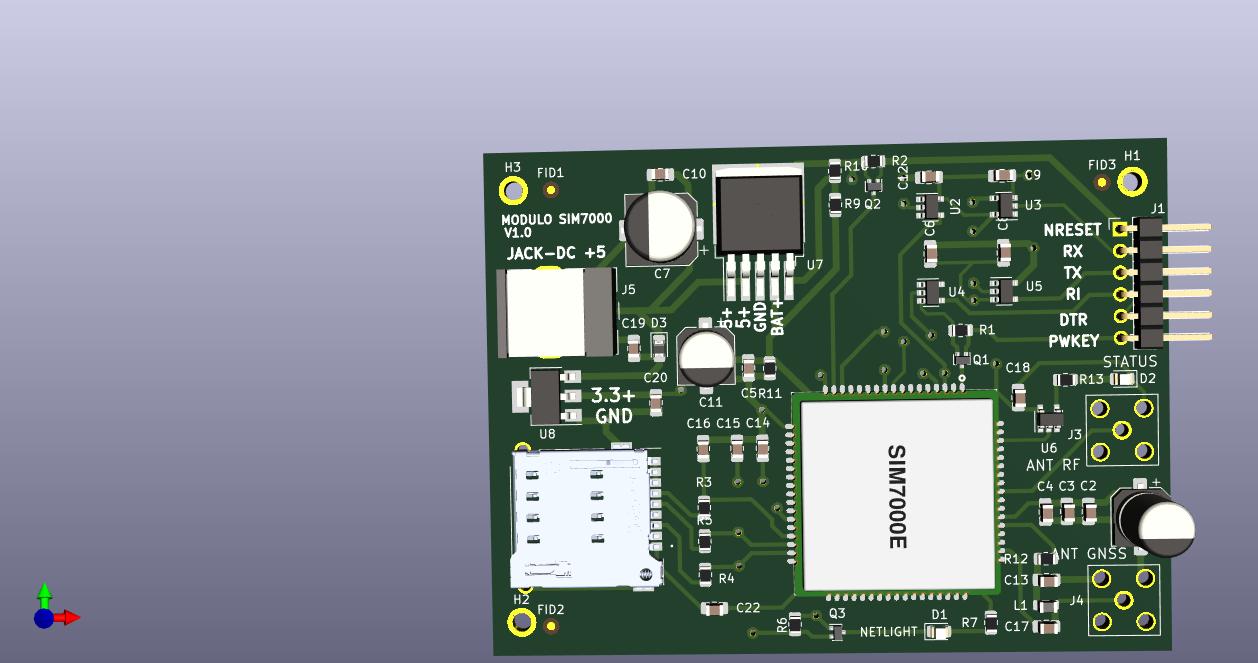 H3
FID1
C10
R10
R2
C12
C9
FID3
H1
MODULO SIM7000
V1.0
JACK-DC +5
+
C7
U7
R9
Q2
C6
U2
U3
J1
NRESET
RX
TX
RI
DTR
PWKEY
J5
5+
5+
GND
BAT+
U4
U5
C19
D3
R1
Q1
STATUS
C20
C11
C5
R11
C18
R13
D2
3.3+
GND
U8
C16
C15
C14
U6
J3
ANT RF
SIM7000E
R3
C4
C3
C2
+
R4
R12
ANT GNSS
C13
L1
J4
C17
H2
FID2
C22
R6
Q3
NETLIGHT
D1
R7